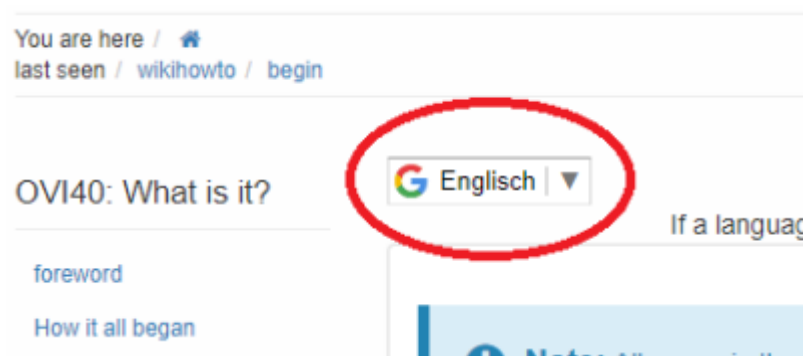 You are here /
last seen / wikihowto / begin
OVI40: What is it?
Englisch
If a languag
foreword
How it all began
Note: